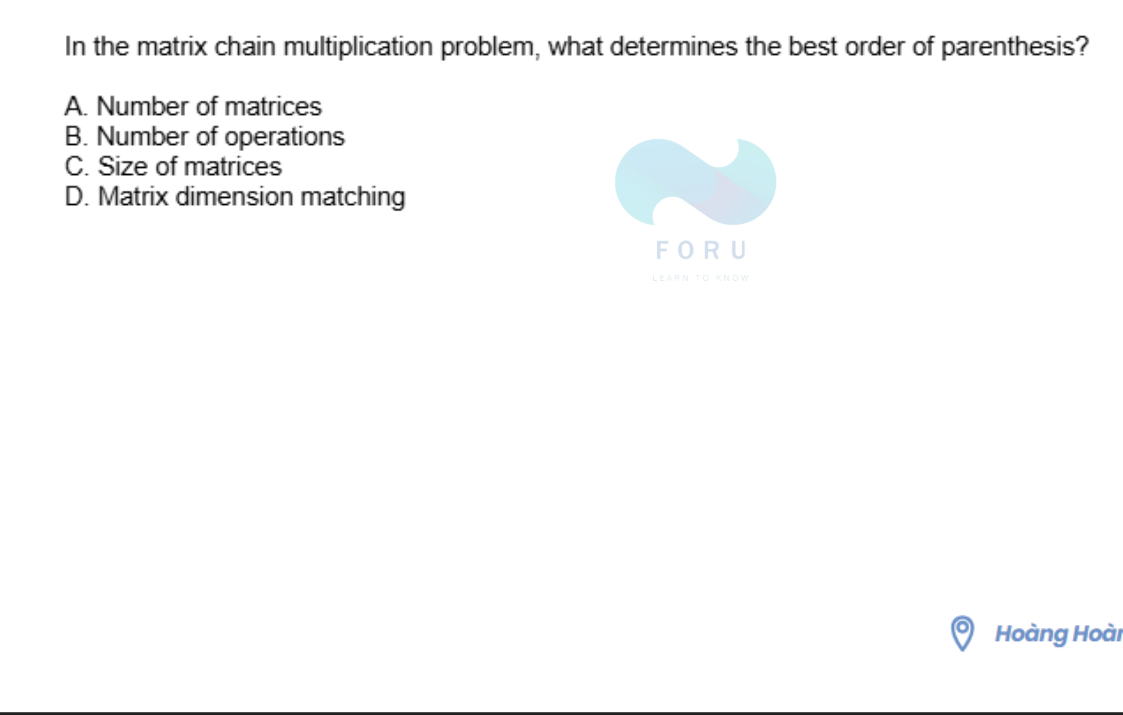 In the matrix chain multiplication problem, what determines the best order of parenthesis?
A. Number of matrices
B. Number of operations
C. Size of matrices
D. Matrix dimension matching
FORU
LEARN TO KNOW
Hoàng